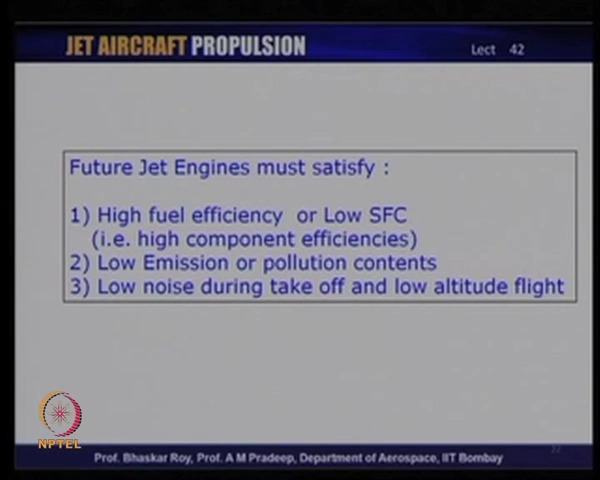 JET AIRCRAFT PROPULSION Lect 42
Future Jet Engines must satisfy :
1) High fuel efficiency or Low SFC
(i.e. high component efficiencies)
2) Low Emission or pollution contents
3) Low noise during take off and low altitude flight
NPTEL
22
Prof. Bhaskar Roy, Prof. A M Pradeep, Department of Aerospace, IIT Bombay